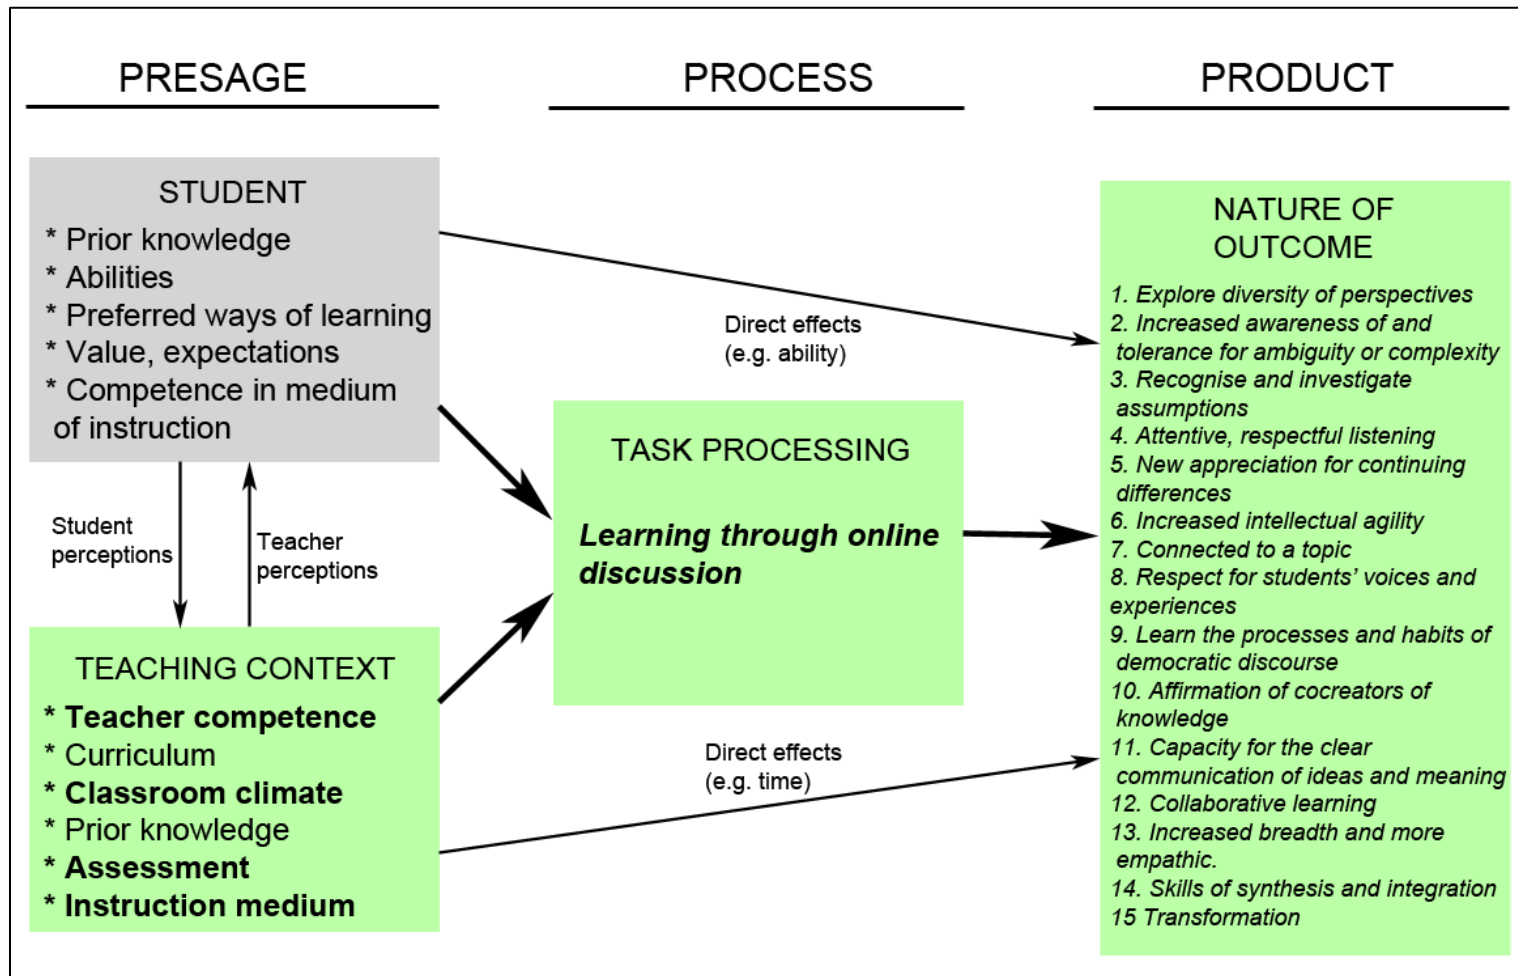 PRESAGE
PROCESS
PRODUCT
STUDENT
* Prior knowledge
* Abilities
* Preferred ways of learning
* Value, expectations
* Competence in medium
of instruction
Student
perceptions
Teacher
perceptions
TEACHING CONTEXT
* Teacher competence
* Curriculum
* Classroom climate
* Prior knowledge
* Assessment
* Instruction medium
Direct effects
(e.g. ability)
TASK PROCESSING
Learning through online
discussion
Direct effects
(e.g. time)
NATURE OF
OUTCOME
1. Explore diversity of perspectives
2. Increased awareness of and
tolerance for ambiguity or complexity
3. Recognise and investigate
assumptions
4. Attentive, respectful listening
5. New appreciation for continuing
differences
6. Increased intellectual agility
7. Connected to a topic
8. Respect for students' voices and
experiences
9. Learn the processes and habits of
democratic discourse
10. Affirmation of cocreators of
knowledge
11. Capacity for the clear
communication of ideas and meaning
12. Collaborative learning
13. Increased breadth and more
empathic.
14. Skills of synthesis and integration
15 Transformation